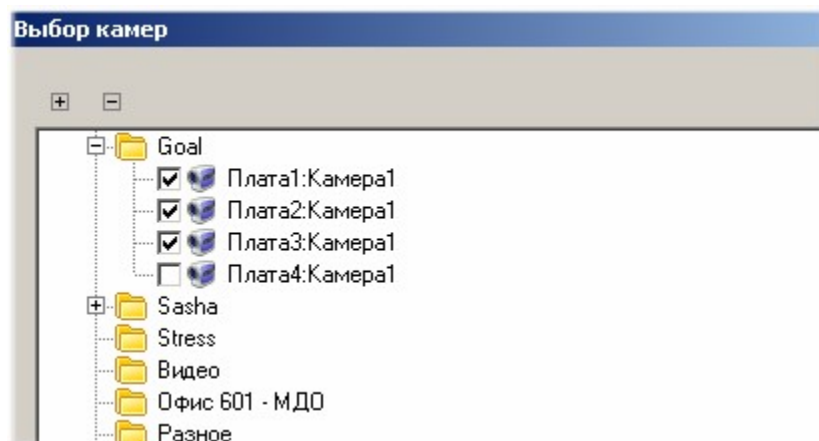 Выбор камер
Goal
Плата1:Камера1
Плата2:Камера1
Плата3:Камера1
Плата4:Камера1
Sasha
Stress
Видео
Офис 601 - МДО
Разное